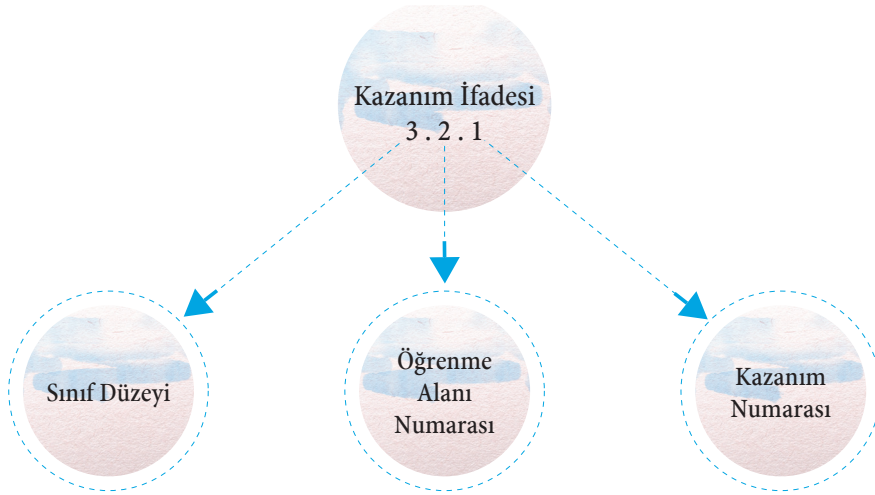 Kazanım İfadesi
3 . 2 . 1
Sınıf Düzeyi
Öğrenme
Alanı
Numarası
Kazanım
Numarası